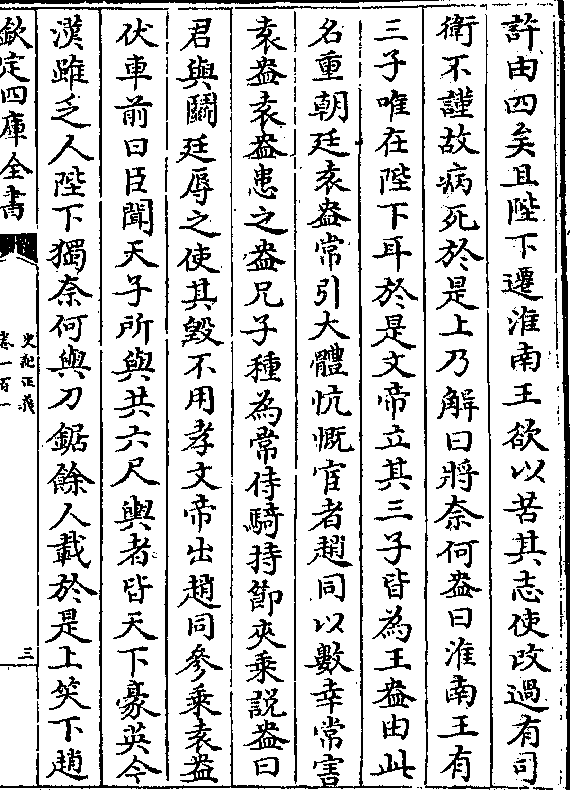 許由四矣且陛下遷淮南王欲以苦其志使改過有司
衛不謹故病死於是上乃解曰將奈何盎曰淮南王有
三子唯在陛下耳於是文帝立其三子皆為王盎由此
名重朝廷袁盎常引大體忼慨宦者趙同以數幸常害
袁盎袁盎患之盎兄子種為常侍騎持節夾乗説盎曰
君與鬬廷辱之使其毀不用孝文帝出趙同參乗袁盎
伏車前曰臣聞天子所與共六尺輿者皆天下豪英今
漢雖乏人陛下獨奈何與刀鋸餘人載於是上笑下趙
欽定四庫全書
史記正義
卷一百一
三